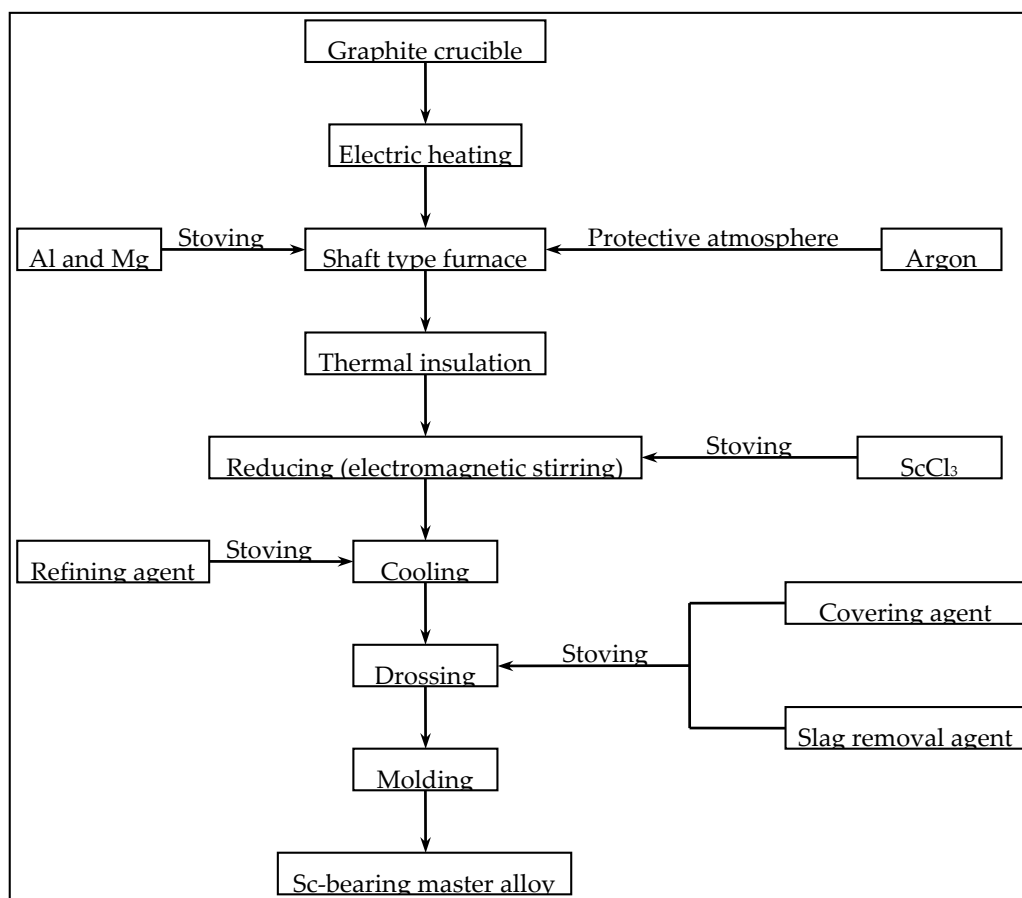 Graphite crucible
Electric heating
Stoving
Protective atmosphere
Al and Mg
Shaft type furnace
Argon
Thermal insulation
Stoving
Reducing (electromagnetic stirring)
ScCl₃
Stoving
Refining agent
Cooling
Covering agent
Stoving
Drossing
Slag removal agent
Molding
Sc-bearing master alloy